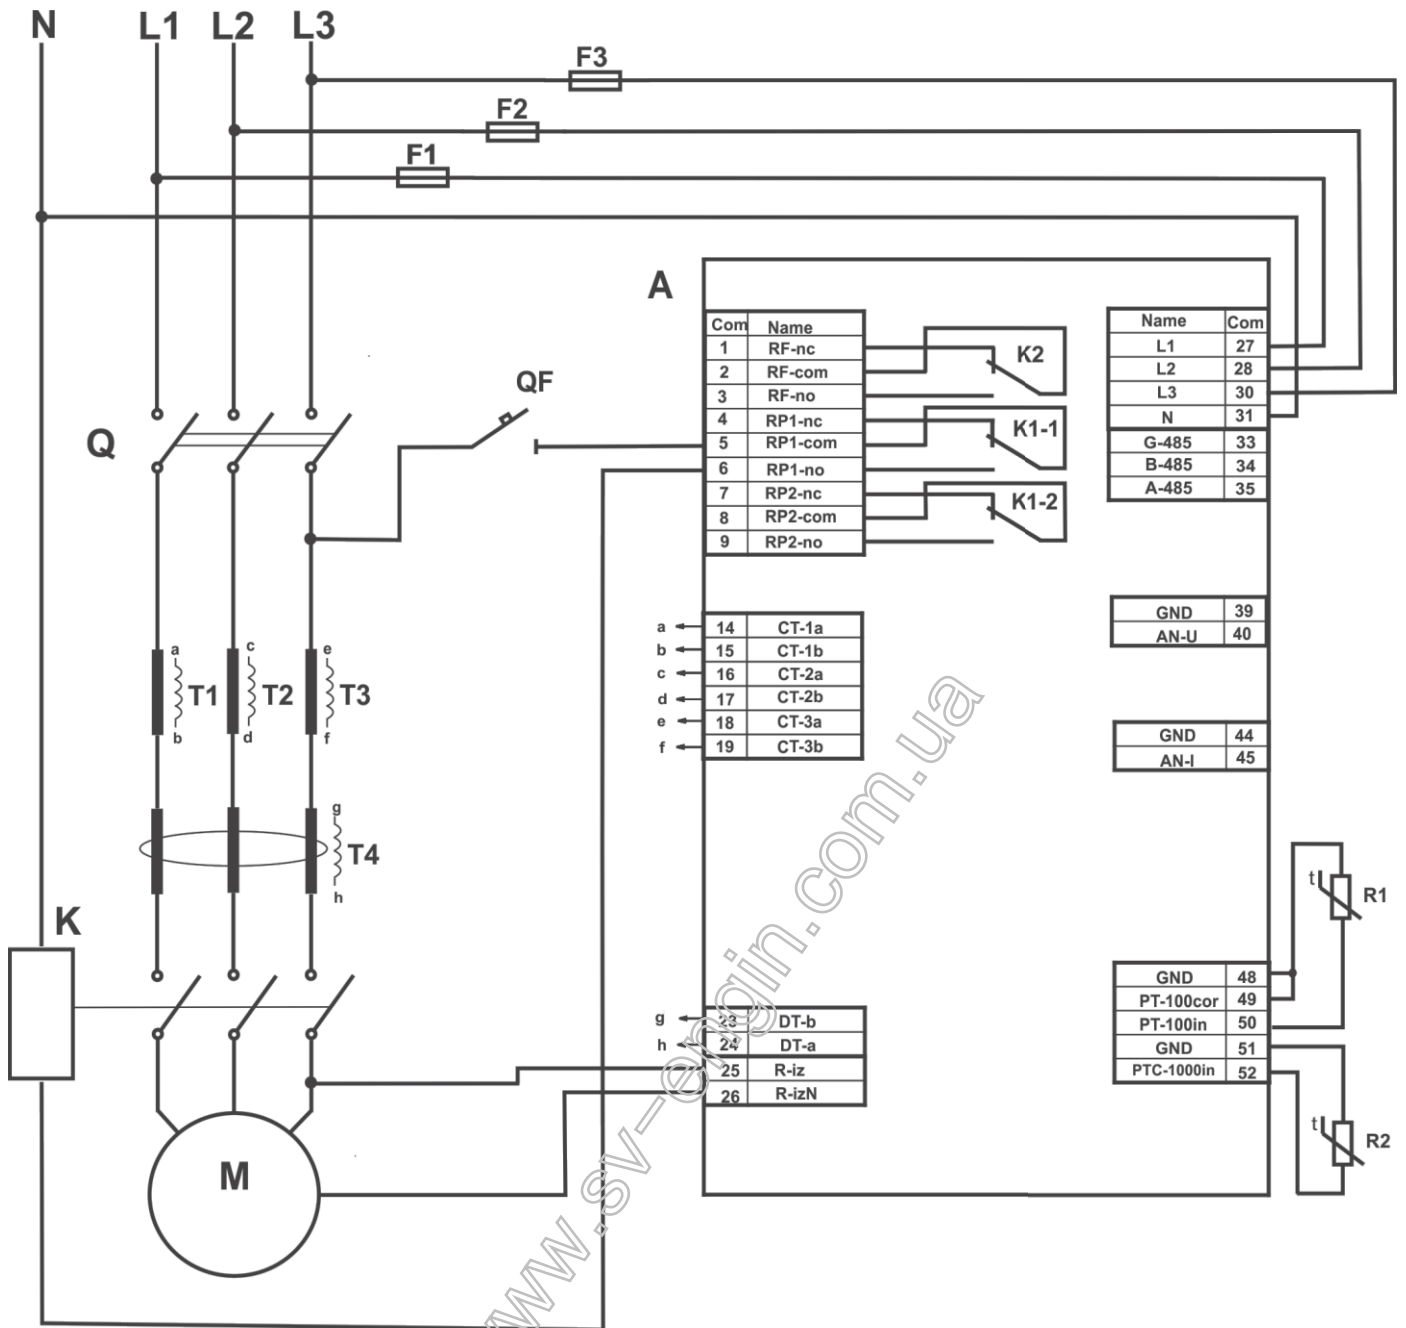 N L1 L2 L3
F3
F2
F1
A
Q
QF
Com Name
1 RF-nc
2 RF-com
3 RF-no
4 RP1-nc
5 RP1-com
6 RP1-no
7 RP2-nc
8 RP2-com
9 RP2-no
K2
K1-1
K1-2
Name Com
L1 27
L2 28
L3 30
N 31
G-485 33
B-485 34
A-485 35
a 14 CT-1a
b 15 CT-1b
c 16 CT-2a
d 17 CT-2b
e 18 CT-3a
f 19 CT-3b
GND 39
AN-U 40
GND 44
AN-I 45
a c e
T1 T2 T3
b d f
g
T4
h
K
M
g 23 DT-b
h 24 DT-a
25 R-iz
26 R-izN
GND 48
PT-100cor 49
PT-100in 50
GND 51
PTC-1000in 52
t R1
t R2
www.sv-engin.com.ua